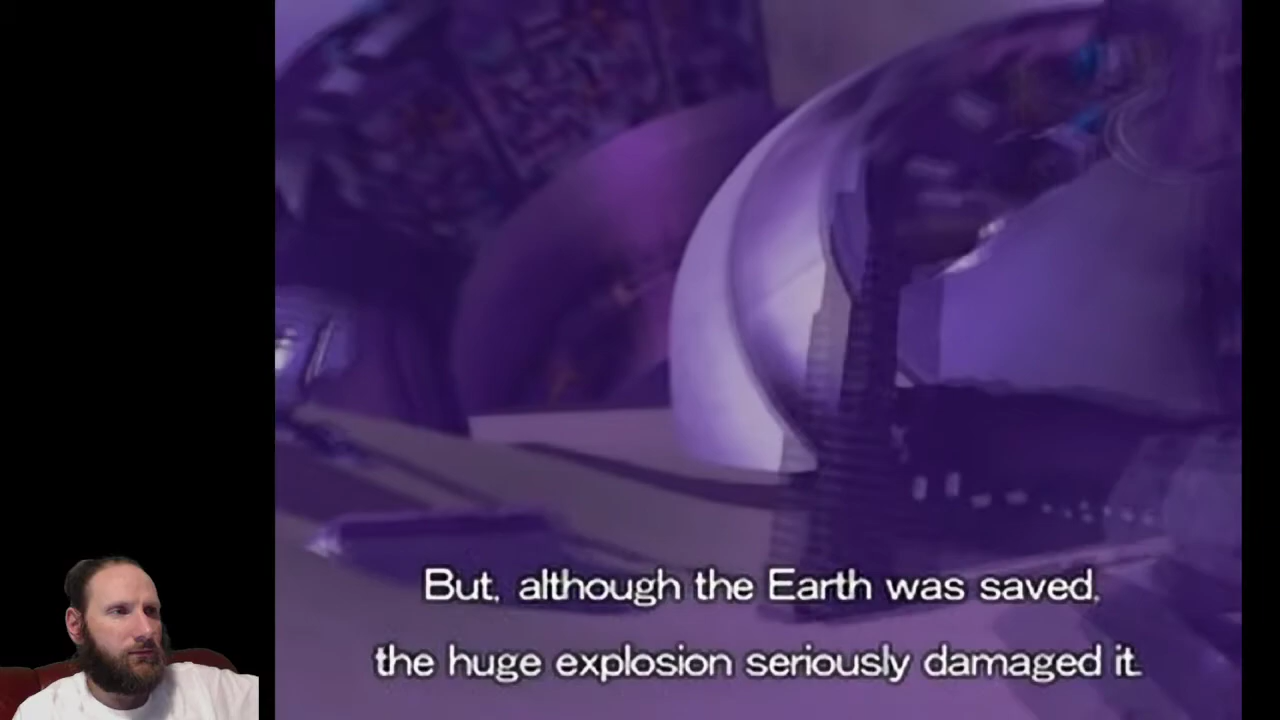 But, although the Earth was saved,
the huge explosion seriously damaged it.